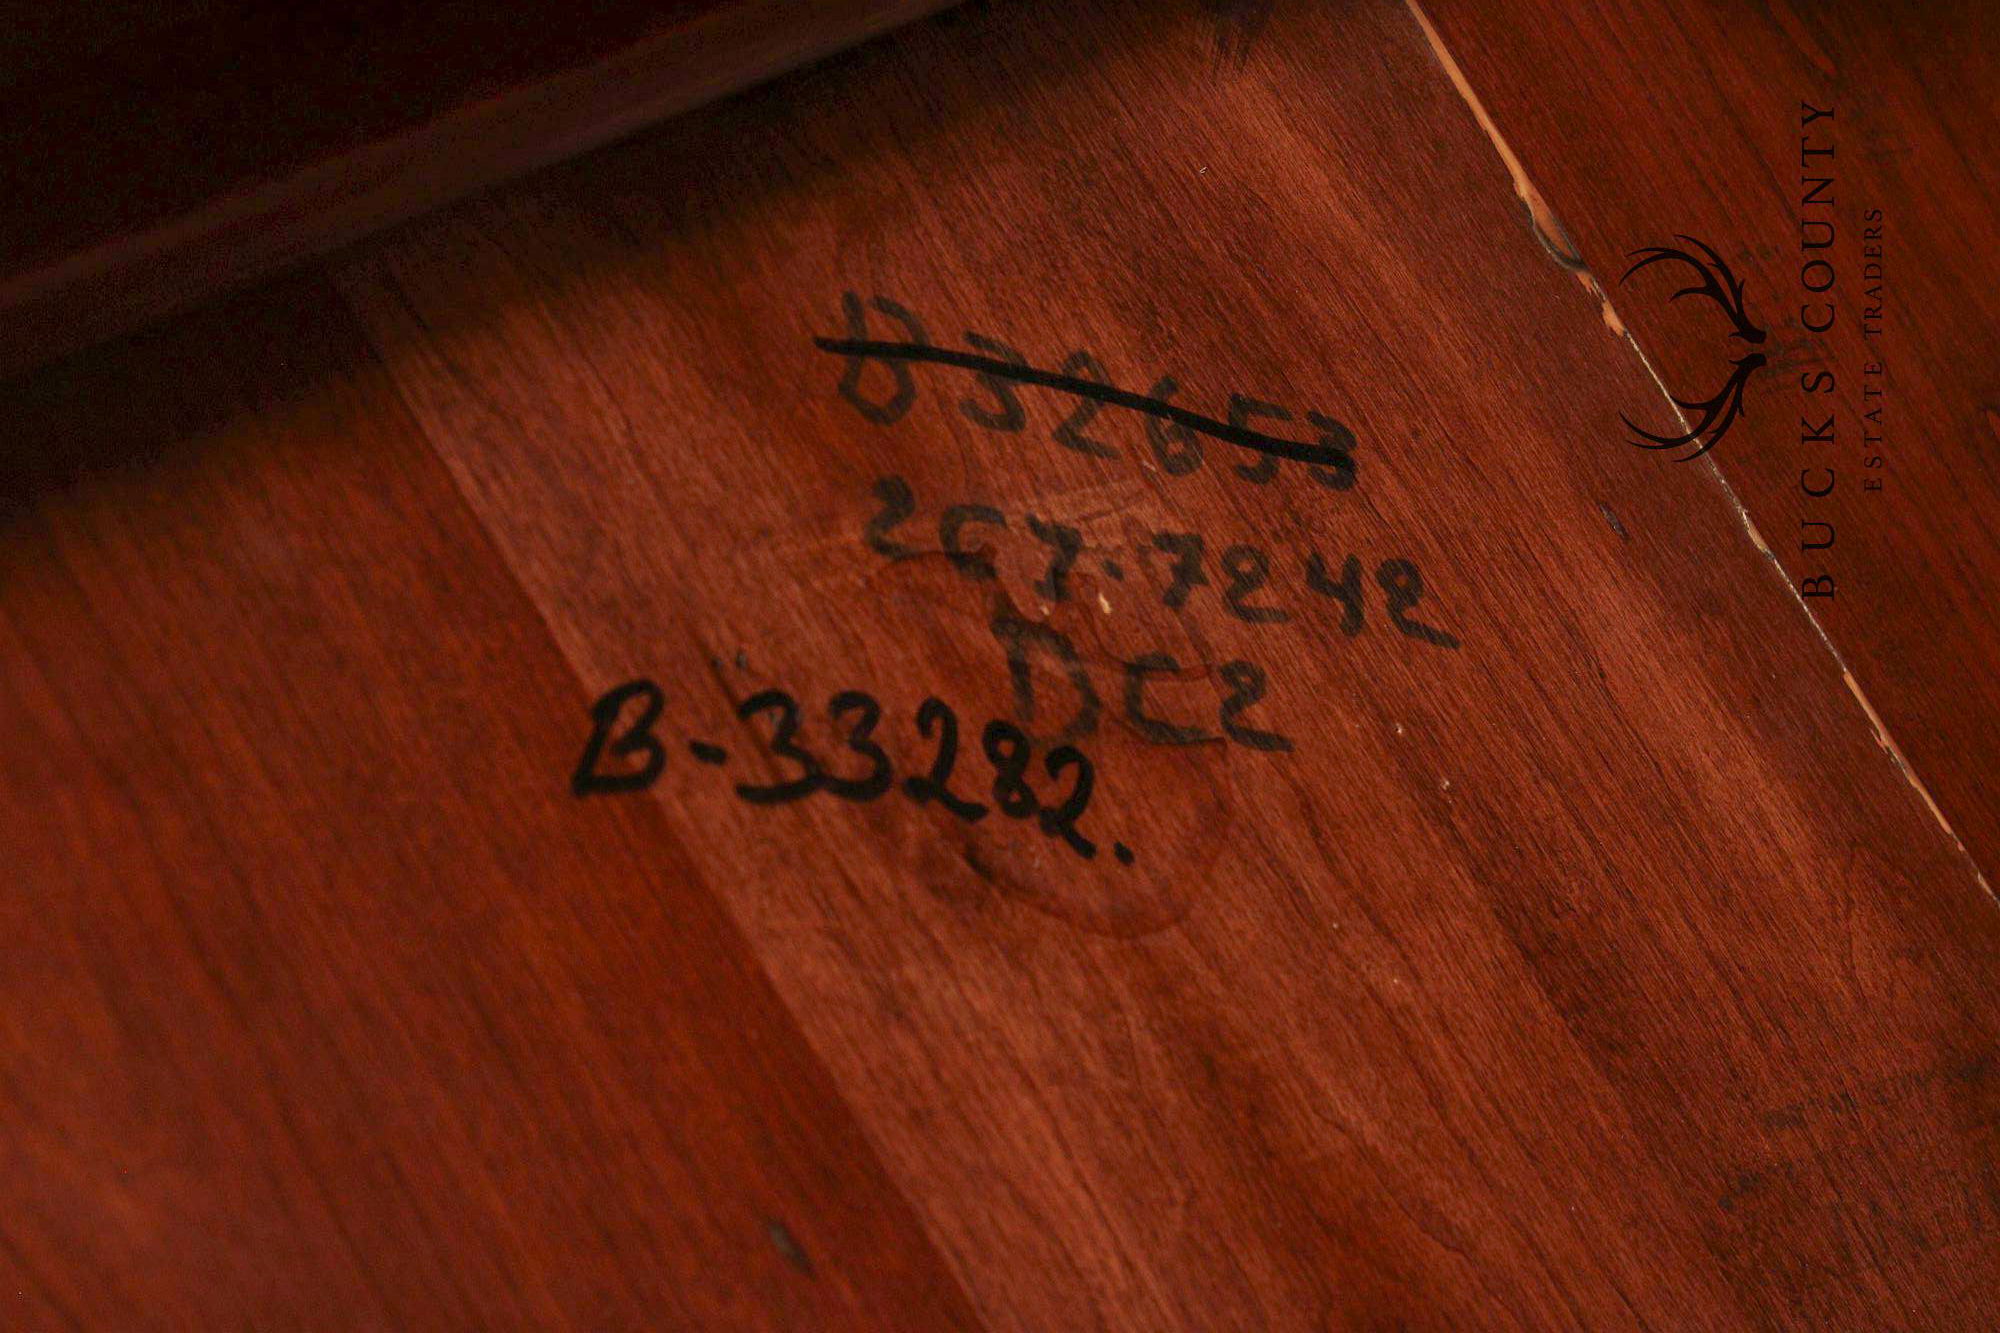 B32653
267-7242
DC2
B-33282.
BUCKS COUNTY
ESTATE TRADERS